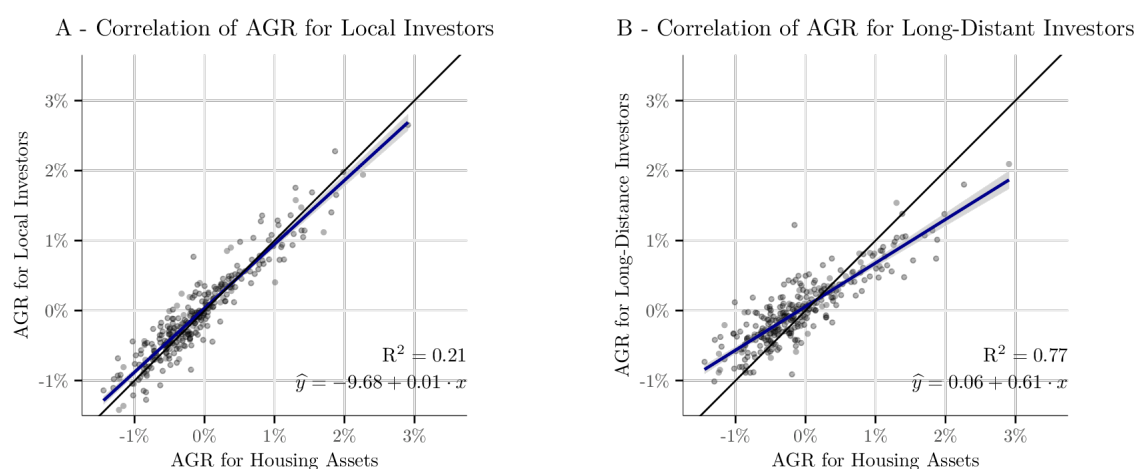 A - Correlation of AGR for Local Investors
AGR for Local Investors
3%
2%
1%
0%
-1%
R² = 0.21
ŷ = −9.68 + 0.01 · x
-1% 0% 1% 2% 3%
AGR for Housing Assets
B - Correlation of AGR for Long-Distant Investors
AGR for Long-Distance Investors
3%
2%
1%
0%
-1%
R² = 0.77
ŷ = 0.06 + 0.61 · x
-1% 0% 1% 2% 3%
AGR for Housing Assets